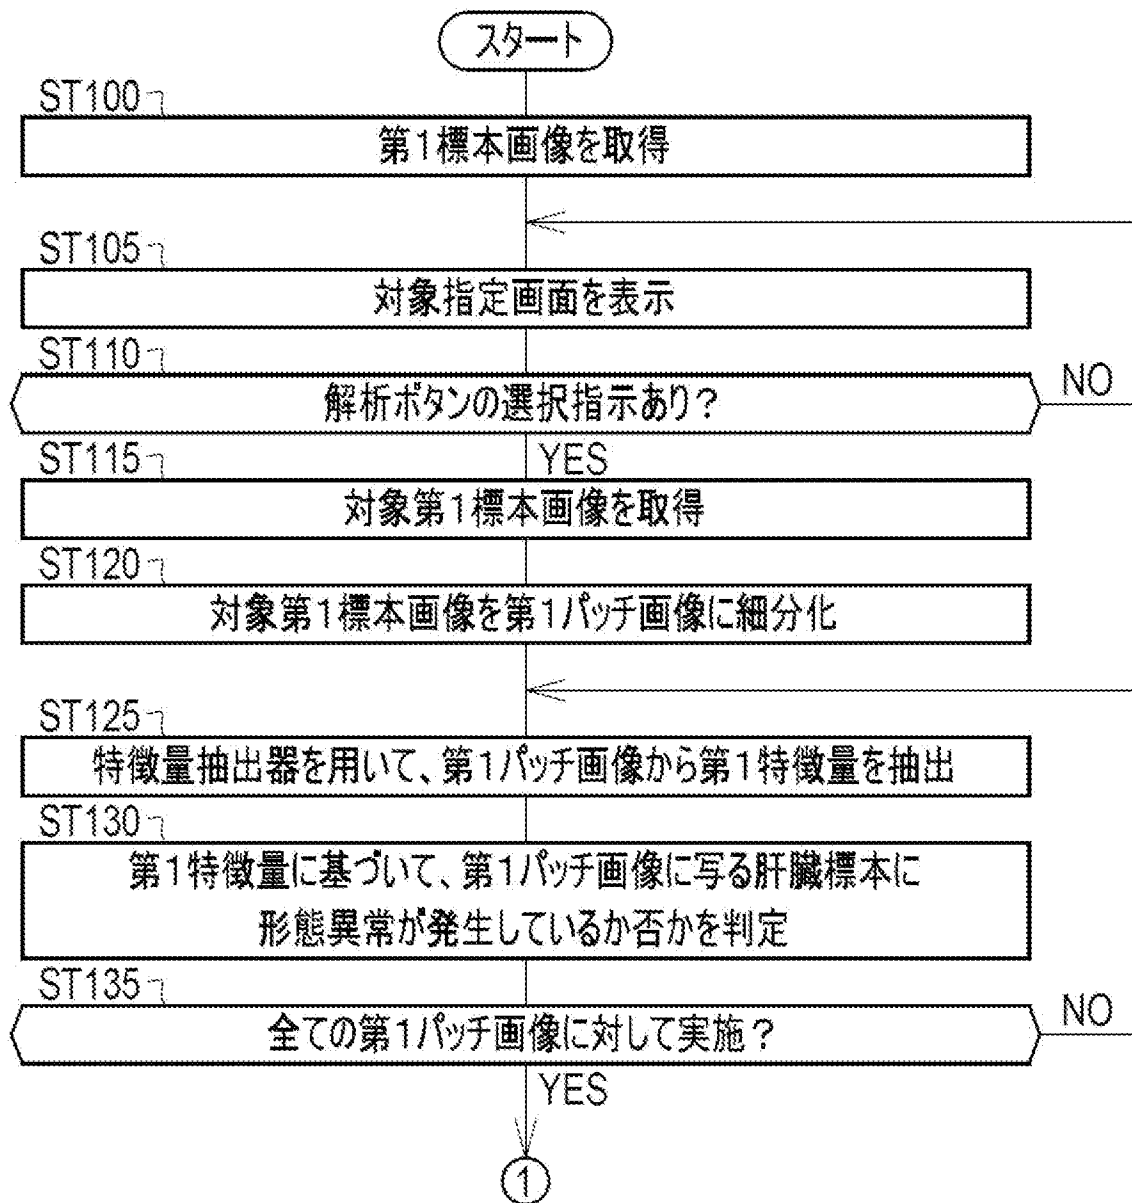 スタート
ST100
第1標本画像を取得
ST105
対象指定画面を表示
ST110
解析ボタンの選択指示あり？
NO
YES
ST115
対象第1標本画像を取得
ST120
対象第1標本画像を第1パッチ画像に細分化
ST125
特徴量抽出器を用いて、第1パッチ画像から第1特徴量を抽出
ST130
第1特徴量に基づいて、第1パッチ画像に写る肝臓標本に
形態異常が発生しているか否かを判定
ST135
全ての第1パッチ画像に対して実施？
NO
YES
1